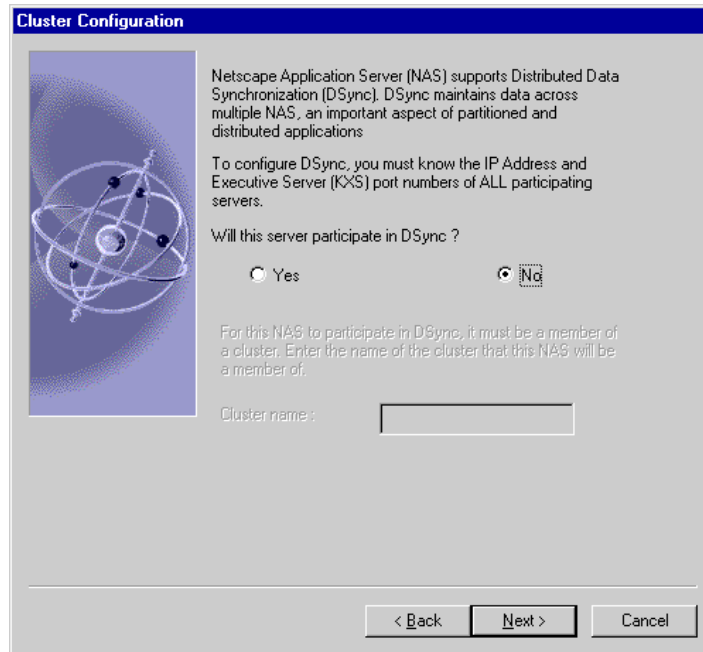 Cluster Configuration
Netscape Application Server (NAS) supports Distributed Data
Synchronization (DSync). DSync maintains data across
multiple NAS, an important aspect of partitioned and
distributed applications
To configure DSync, you must know the IP Address and
Executive Server (KXS) port numbers of ALL participating
servers.
Will this server participate in DSync ?
Yes No
For this NAS to participate in DSync, it must be a member of
a cluster. Enter the name of the cluster that this NAS will be
a member of.
Cluster name :
< Back Next > Cancel